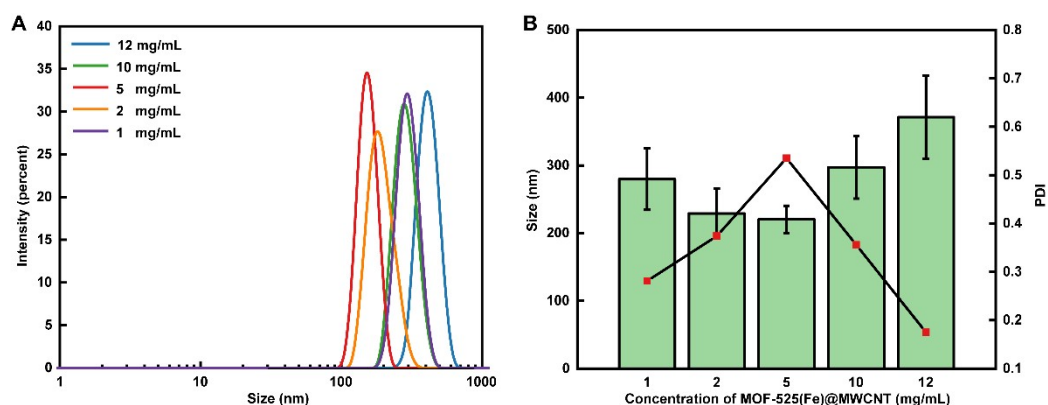 A
40
35
30
25
20
15
10
5
0
Intensity (percent)
12 mg/mL
10 mg/mL
5 mg/mL
2 mg/mL
1 mg/mL
1 10 100 1000
Size (nm)
B
500
400
300
200
100
0
Size (nm)
0.8
0.7
0.6
0.5
0.4
0.3
0.2
0.1
PDI
1 2 5 10 12
Concentration of MOF-525(Fe)@MWCNT (mg/mL)